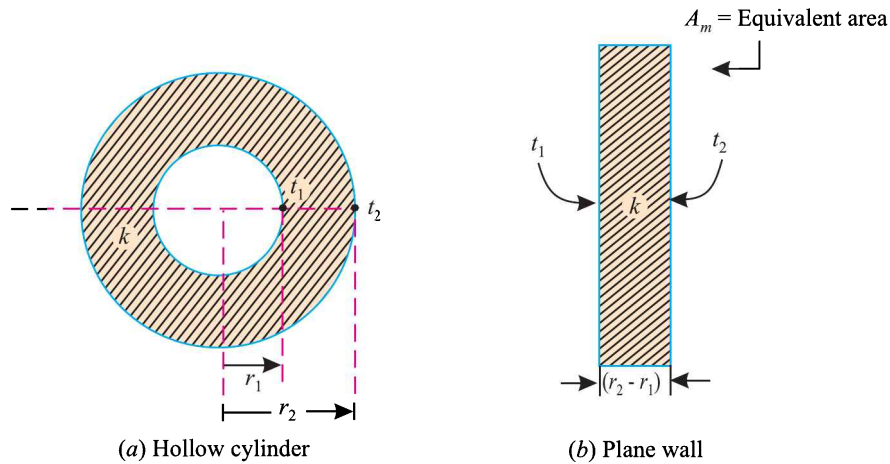 A_m = Equivalent area
t_1
t_2
k
r_1
r_2
(a) Hollow cylinder
t_1
t_2
k
(r_2 - r_1)
(b) Plane wall